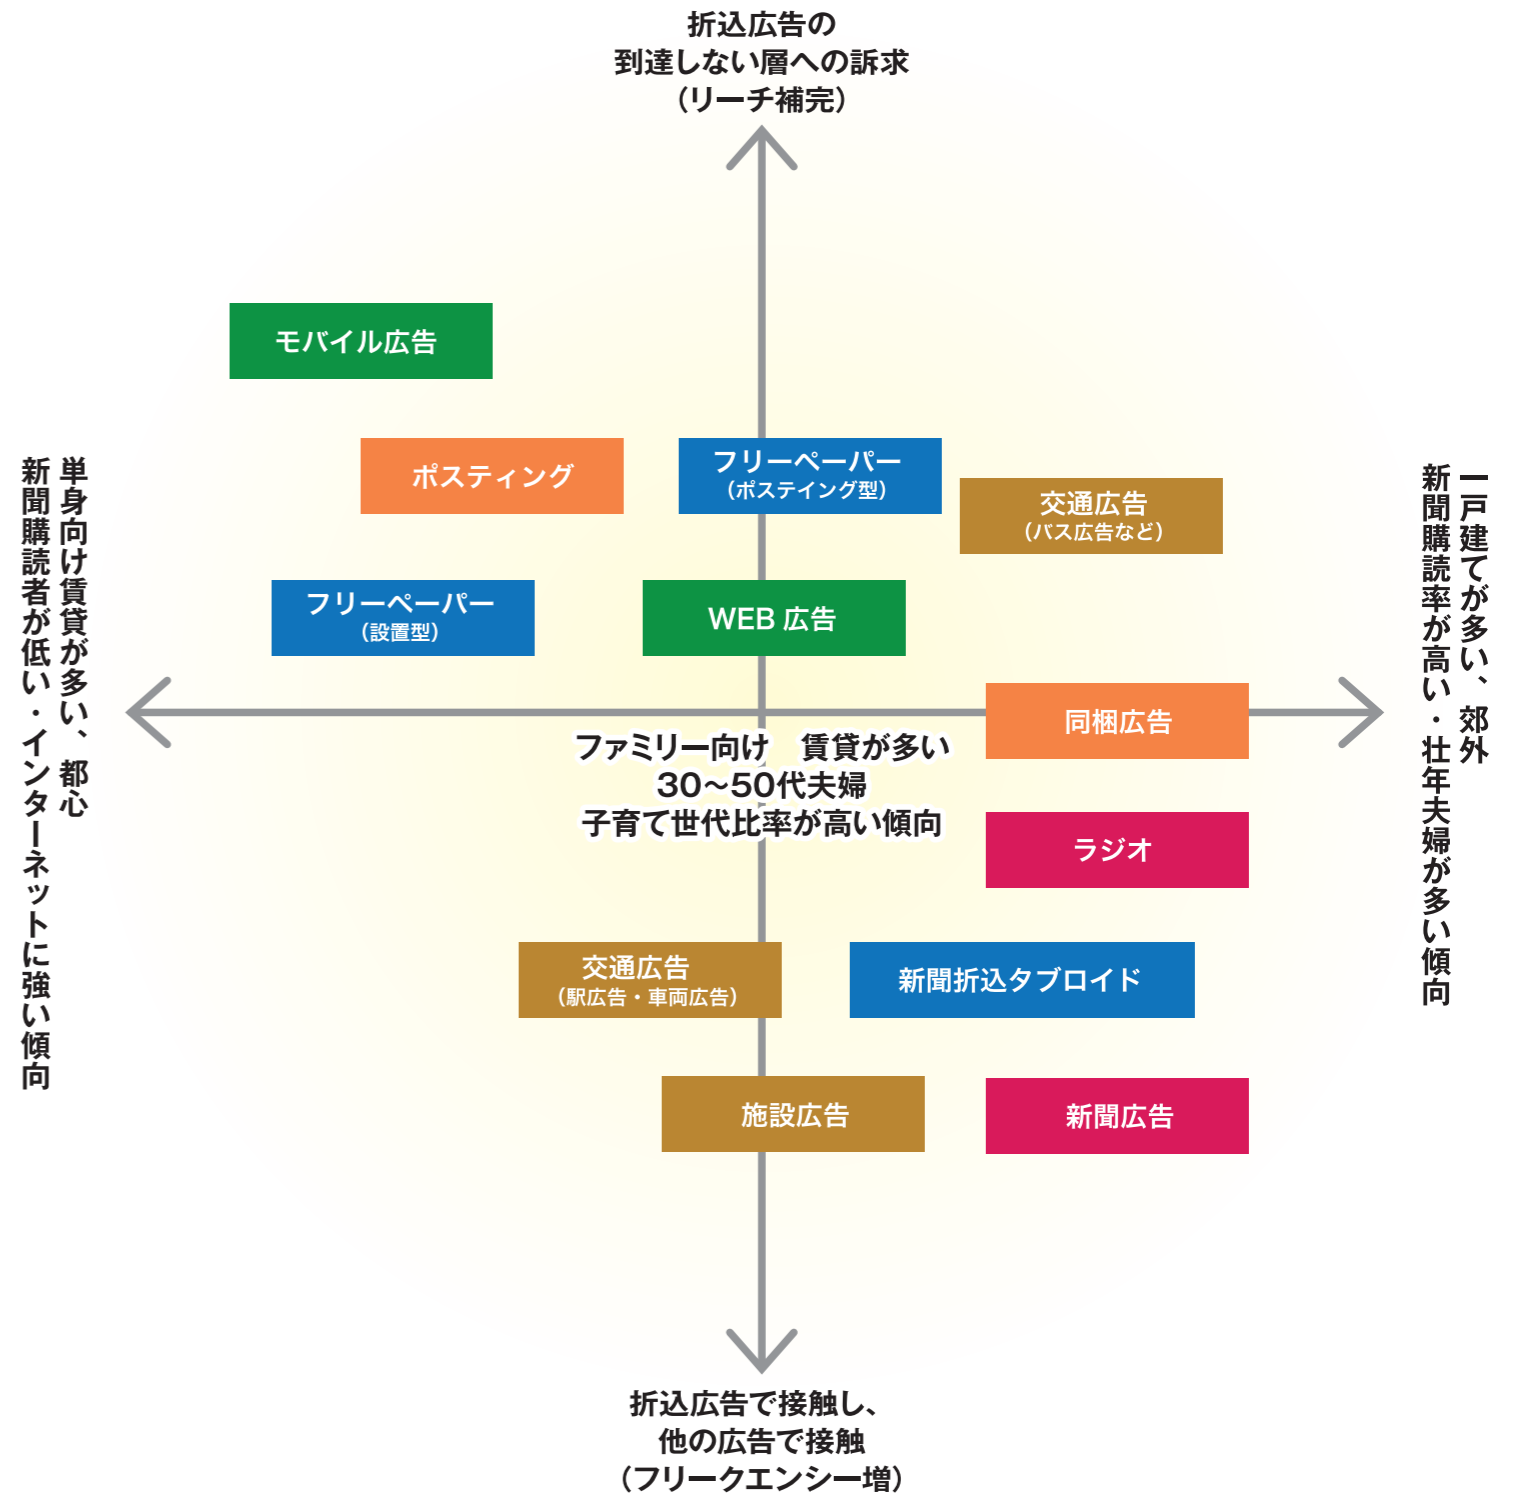 折込広告の
到達しない層への訴求
（リーチ補完）
モバイル広告
ポスティング
フリーペーパー
（ポステイング型）
交通広告
（バス広告など）
フリーペーパー
（設置型）
WEB 広告
単身向け賃貸が多い、都心
新聞購読者が低い・インターネットに強い傾向
一戸建てが多い、郊外
新聞購読率が高い・壮年夫婦が多い傾向
同梱広告
ファミリー向け　賃貸が多い
30〜50代夫婦
子育て世代比率が高い傾向
ラジオ
交通広告
（駅広告・車両広告）
新聞折込タブロイド
施設広告
新聞広告
折込広告で接触し、
他の広告で接触
（フリークエンシー増）